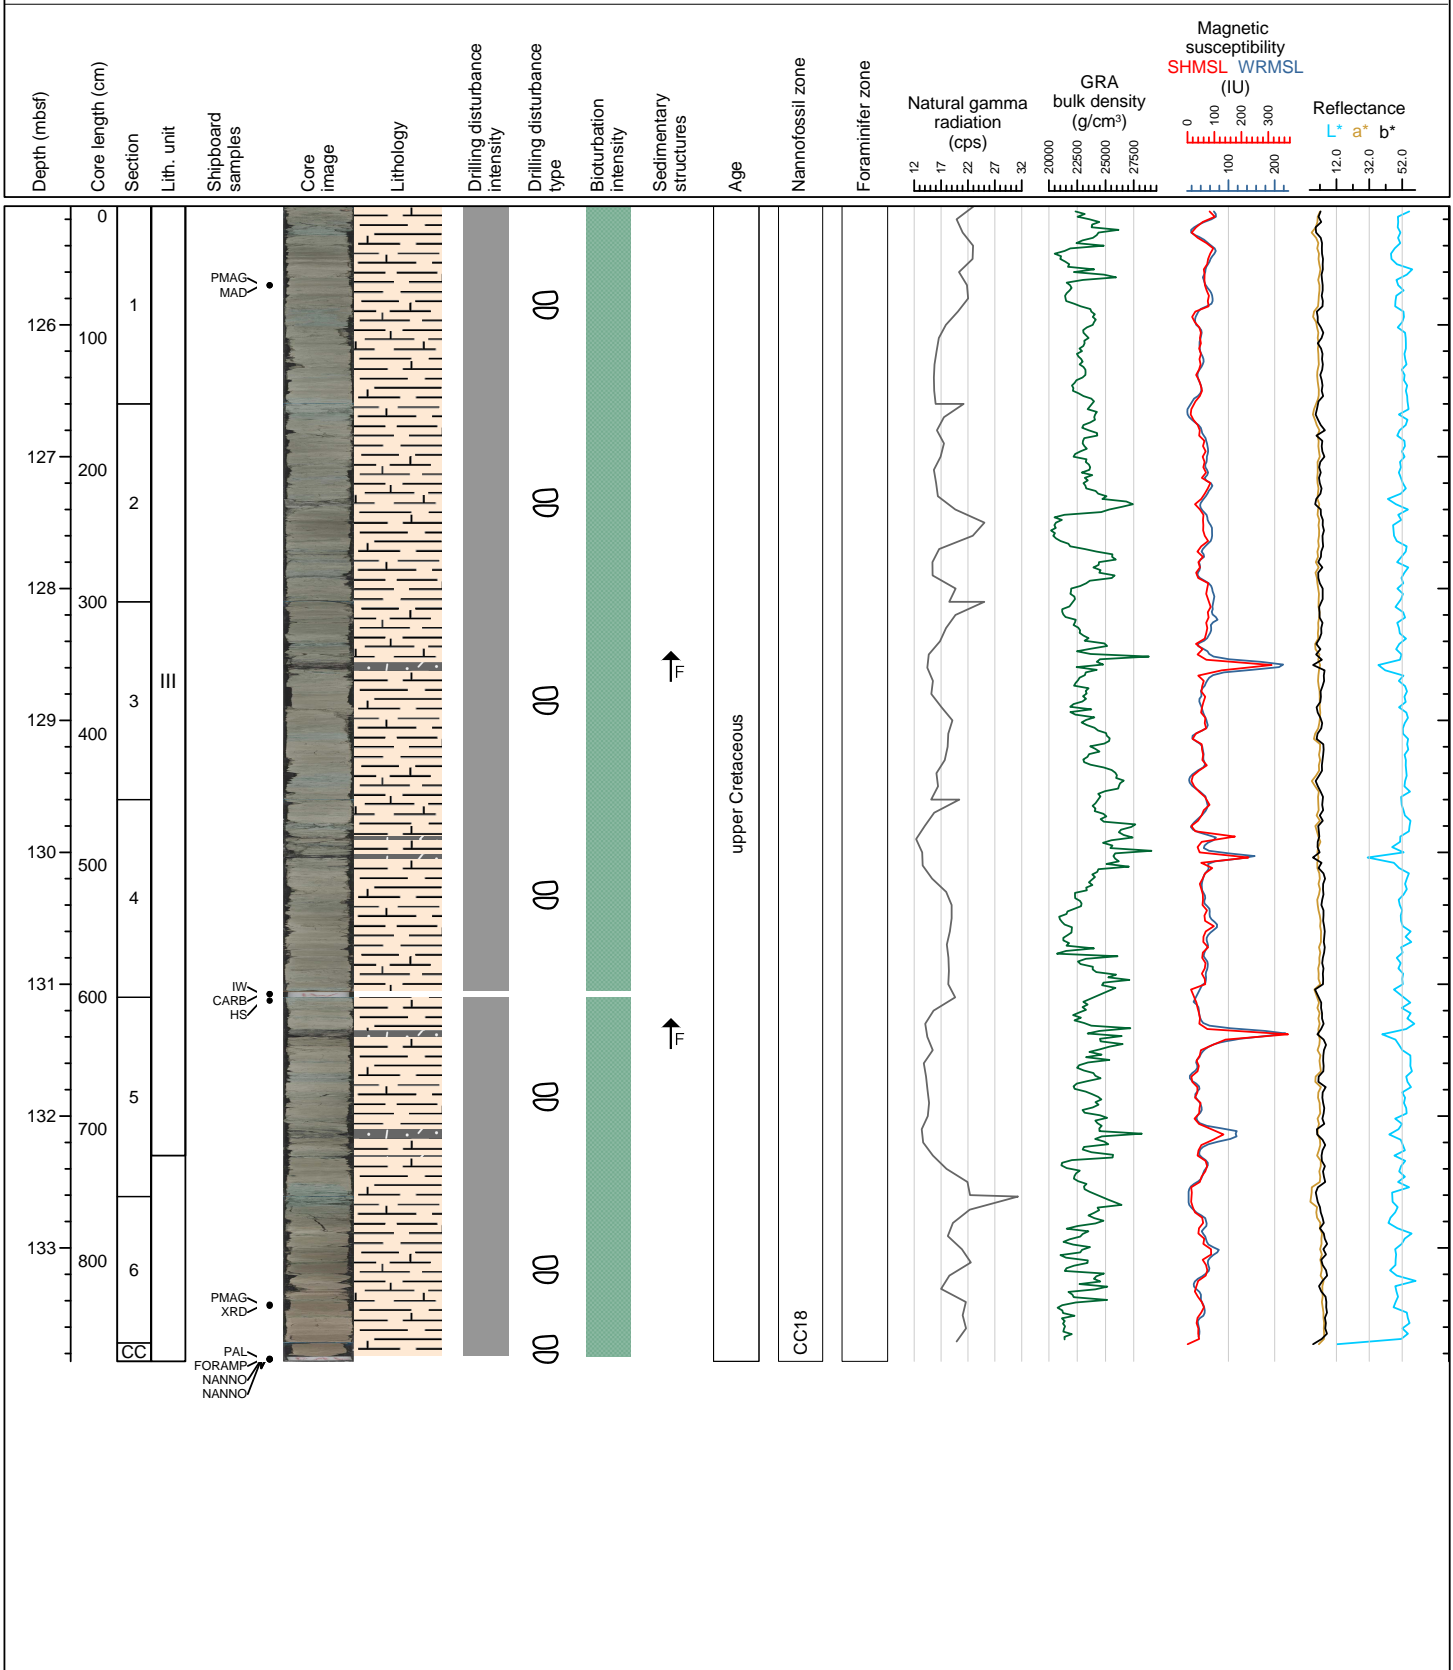 Depth (mbsf)
Core length (cm)
Section
Lith. unit
Shipboard
samples
Core
image
Lithology
Drilling disturbance
intensity
Drilling disturbance
type
Bioturbation
intensity
Sedimentary
structures
Age
Nannofossil zone
Foraminifer zone
Natural gamma
radiation
(cps)
12 17 22 27 32
GRA
bulk density
(g/cm³)
20000 22500 25000 27500
Magnetic
susceptibility
SHMSL WRMSL
(IU)
0 100 200 300
100 200
Reflectance
L* a* b*
12.0 32.0 52.0
0
PMAG
MAD
1
126
100
127
200
2
128
300
F
III
3
129
400
upper Cretaceous
130
500
4
131
IW
600
CARB
HS
F
5
132
700
133
800
6
PMAG
XRD
CC18
CC
PAL
FORAMP
NANNO
NANNO